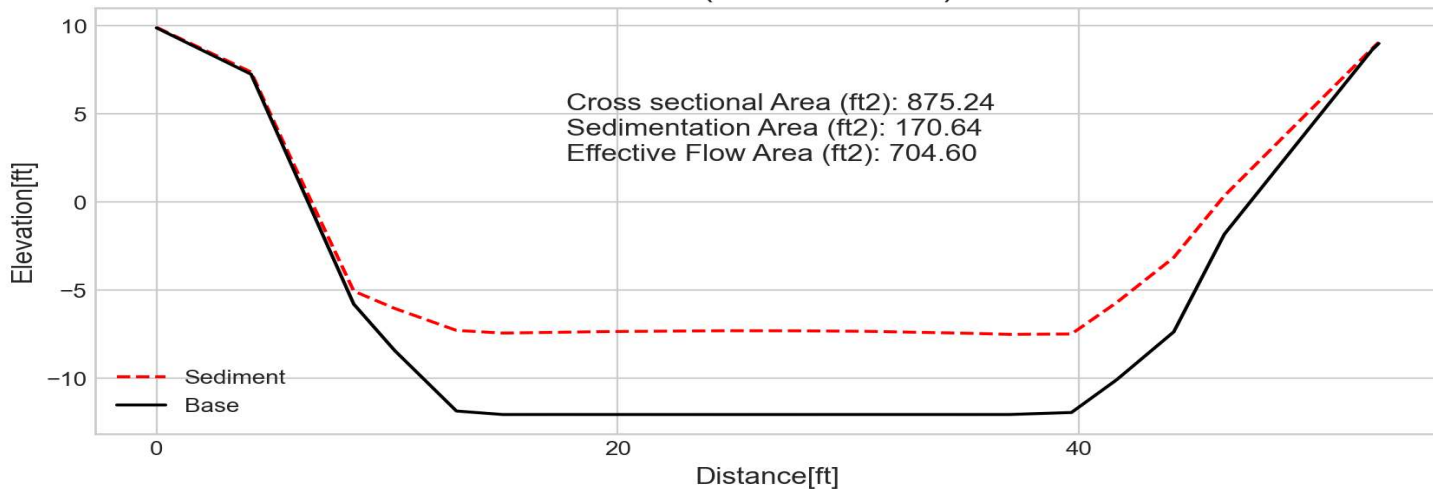 10
5
0
−5
−10
Elevation[ft]
Cross sectional Area (ft2): 875.24
Sedimentation Area (ft2): 170.64
Effective Flow Area (ft2): 704.60
Sediment
Base
0
20
40
Distance[ft]